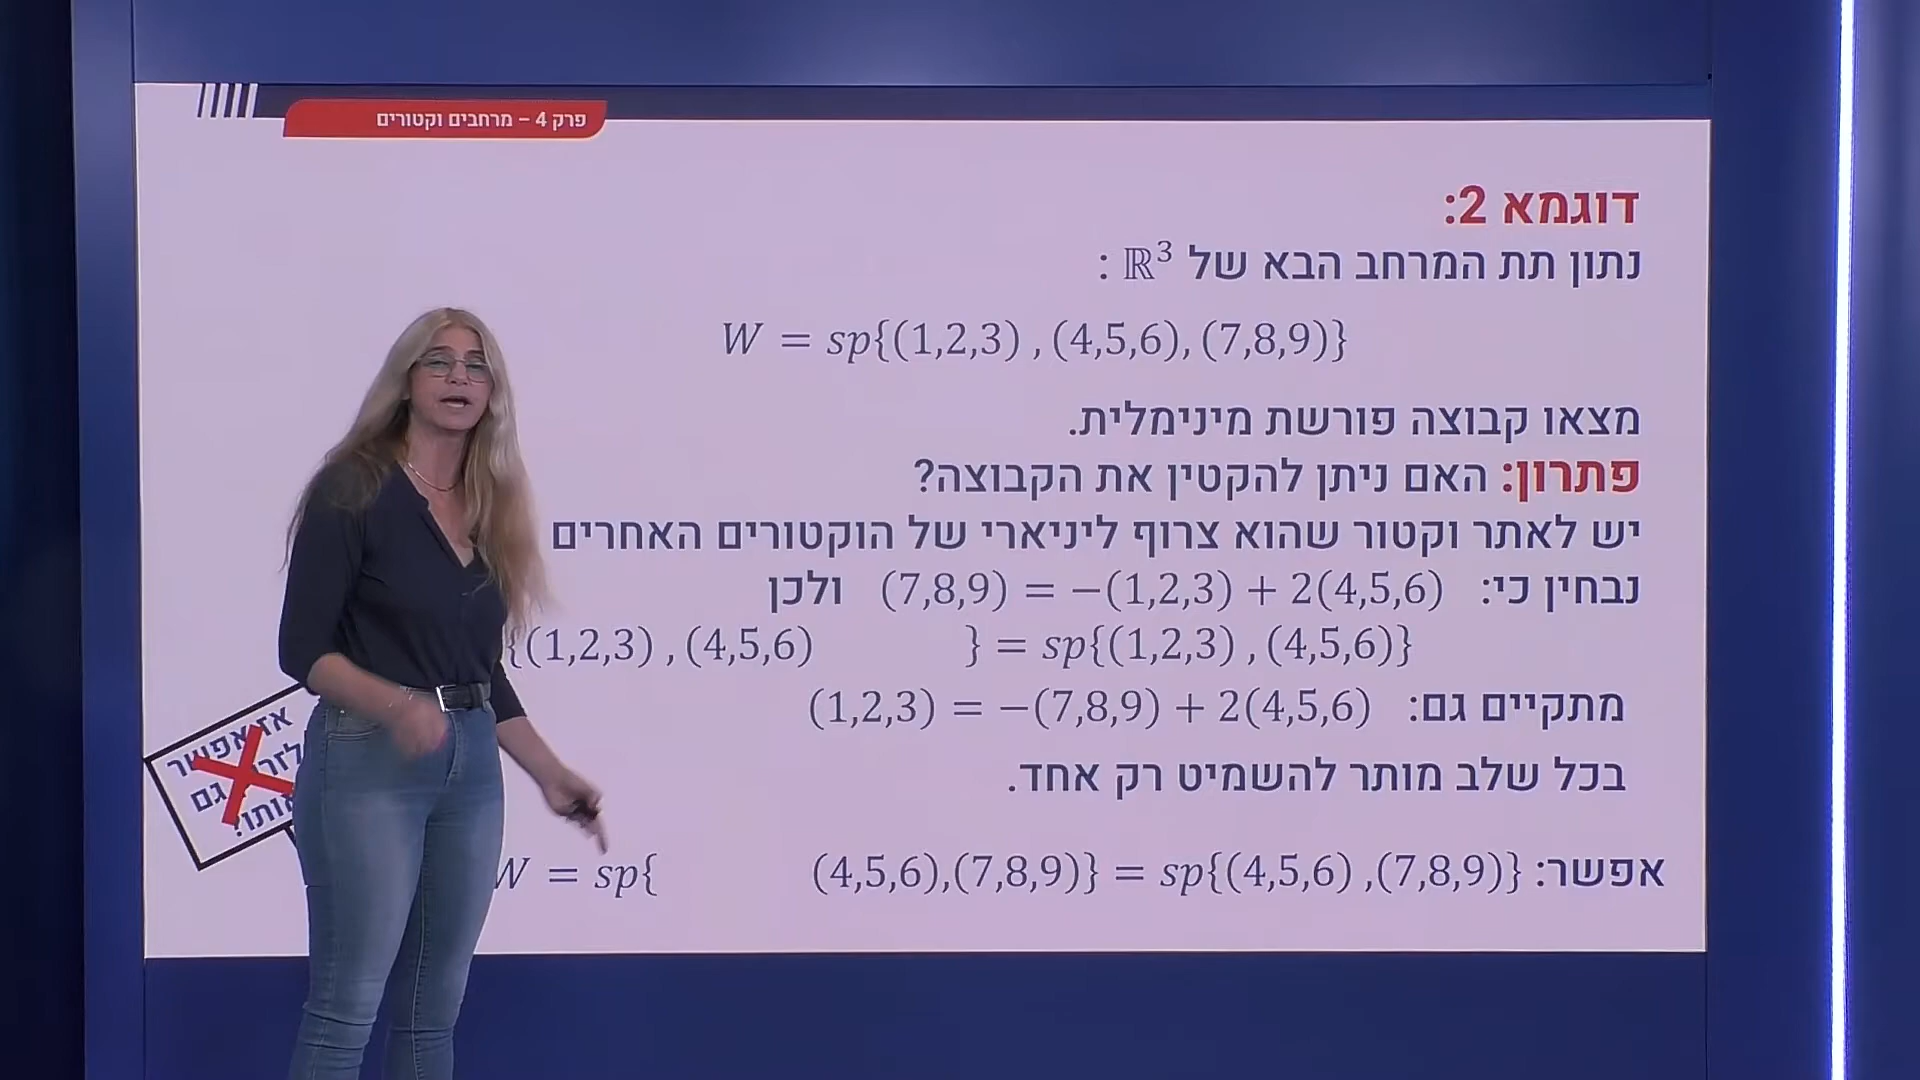 פרק 4 – מרחבים וקטורים
דוגמא 2:
נתון תת המרחב הבא של ℝ³ :
W = sp{(1,2,3) , (4,5,6), (7,8,9)}
מצאו קבוצה פורשת מינימלית.
פתרון: האם ניתן להקטין את הקבוצה?
יש לאתר וקטור שהוא צרוף ליניארי של הוקטורים האחרים
נבחין כי: (7,8,9) = −(1,2,3) + 2(4,5,6) ולכן
{(1,2,3) , (4,5,6) } = sp{(1,2,3) , (4,5,6)}
מתקיים גם: (1,2,3) = −(7,8,9) + 2(4,5,6)
בכל שלב מותר להשמיט רק אחד.
אפשר: W = sp{ (4,5,6),(7,8,9)} = sp{(4,5,6) ,(7,8,9)}
אז אפשר
גם
אותו?